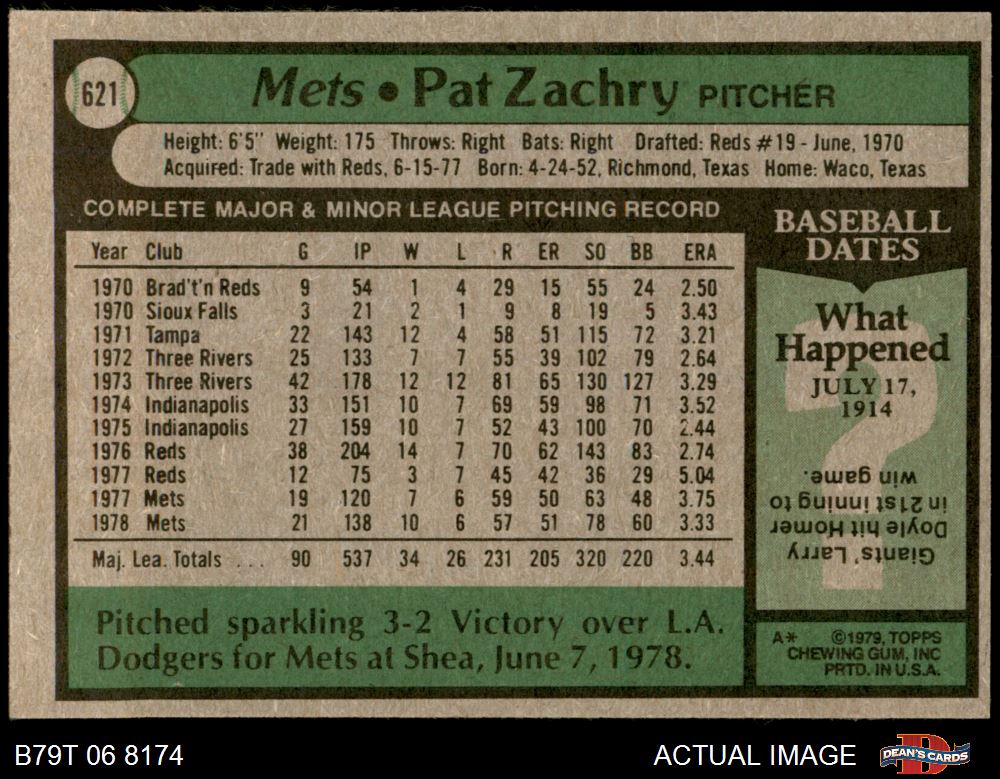 621
Mets • Pat Zachry PITCHER
Height: 6'5" Weight: 175 Throws: Right Bats: Right Drafted: Reds #19 - June, 1970
Acquired: Trade with Reds, 6-15-77 Born: 4-24-52, Richmond, Texas Home: Waco, Texas
COMPLETE MAJOR & MINOR LEAGUE PITCHING RECORD
Year Club G IP W L R ER SO BB ERA
1970 Brad't'n Reds 9 54 1 4 29 15 55 24 2.50
1970 Sioux Falls 3 21 2 1 9 8 19 5 3.43
1971 Tampa 22 143 12 4 58 51 115 72 3.21
1972 Three Rivers 25 133 7 7 55 39 102 79 2.64
1973 Three Rivers 42 178 12 12 81 65 130 127 3.29
1974 Indianapolis 33 151 10 7 69 59 98 71 3.52
1975 Indianapolis 27 159 10 7 52 43 100 70 2.44
1976 Reds 38 204 14 7 70 62 143 83 2.74
1977 Reds 12 75 3 7 45 42 36 29 5.04
1977 Mets 19 120 7 6 59 50 63 48 3.75
1978 Mets 21 138 10 6 57 51 78 60 3.33
Maj. Lea. Totals . . . 90 537 34 26 231 205 320 220 3.44
Pitched sparkling 3-2 Victory over L.A.
Dodgers for Mets at Shea, June 7, 1978.
BASEBALL
DATES
What
Happened
JULY 17,
1914
?
Giants' Larry
Doyle hit Homer
in 21st inning to
win game.
A* ©1979, TOPPS
CHEWING GUM, INC
PRTD. IN U.S.A.
B79T 06 8174
ACTUAL IMAGE
D
DEAN'S CARDS